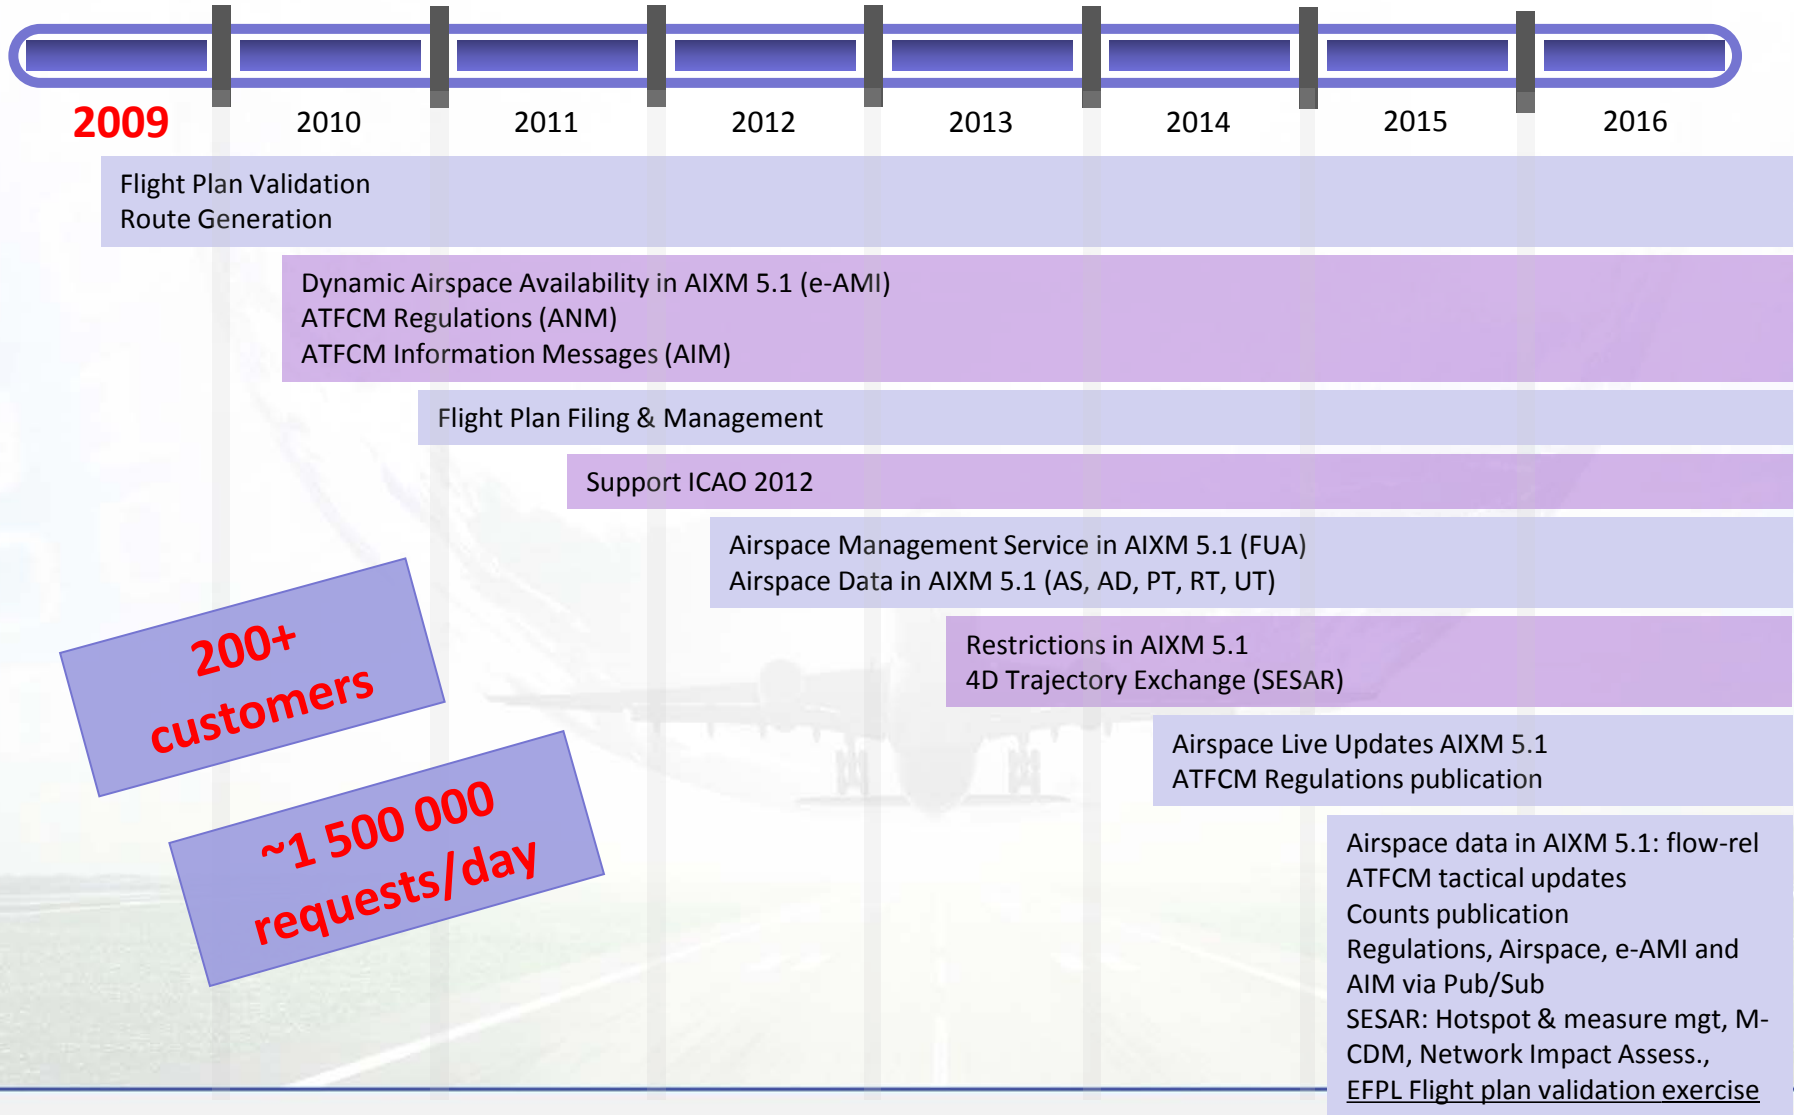 2009
2010
2011
2012
2013
2014
2015
2016
Flight Plan Validation
Route Generation
Dynamic Airspace Availability in AIXM 5.1 (e-AMI)
ATFCM Regulations (ANM)
ATFCM Information Messages (AIM)
Flight Plan Filing & Management
Support ICAO 2012
Airspace Management Service in AIXM 5.1 (FUA)
Airspace Data in AIXM 5.1 (AS, AD, PT, RT, UT)
200+
customers
Restrictions in AIXM 5.1
4D Trajectory Exchange (SESAR)
Airspace Live Updates AIXM 5.1
ATFCM Regulations publication
~1 500 000
requests/day
Airspace data in AIXM 5.1: flow-rel
ATFCM tactical updates
Counts publication
Regulations, Airspace, e-AMI and
AIM via Pub/Sub
SESAR: Hotspot & measure mgt, M-
CDM, Network Impact Assess.,
EFPL Flight plan validation exercise